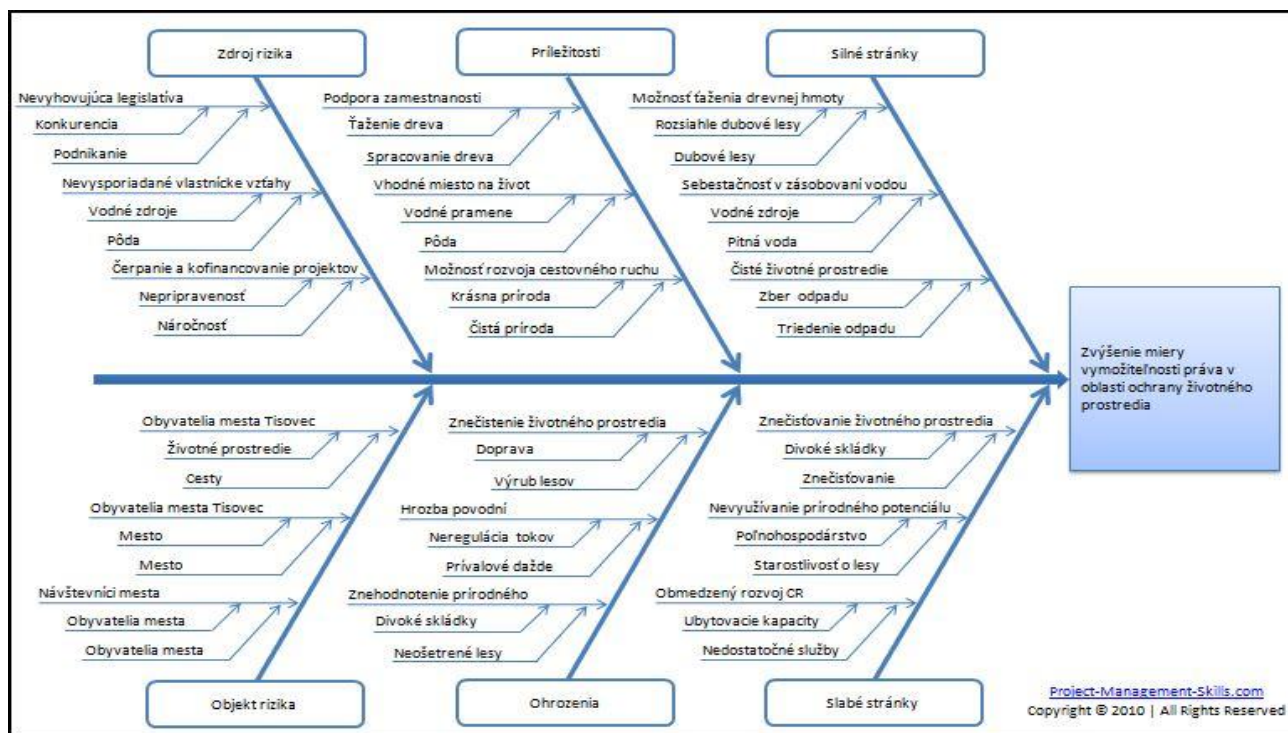 Zdroj rizika
Nevyhovujúca legislatíva
Konkurencia
Podnikanie
Nevysporiadané vlastnícke vzťahy
Vodné zdroje
Pôda
Čerpanie a kofinancovanie projektov
Nepripravenosť
Náročnosť
Príležitosti
Podpora zamestnanosti
Ťaženie dreva
Spracovanie dreva
Vhodné miesto na život
Vodné pramene
Pôda
Možnosť rozvoja cestovného ruchu
Krásna príroda
Čistá príroda
Silné stránky
Možnosť ťaženia drevnej hmoty
Rozsiahle dubové lesy
Dubové lesy
Sebestačnosť v zásobovaní vodou
Vodné zdroje
Pitná voda
Čisté životné prostredie
Zber odpadu
Triedenie odpadu
Zvýšenie miery
vymožiteľnosti práva v
oblasti ochrany životného
prostredia
Obyvatelia mesta Tisovec
Životné prostredie
Cesty
Obyvatelia mesta Tisovec
Mesto
Mesto
Návštevníci mesta
Obyvatelia mesta
Obyvatelia mesta
Objekt rizika
Znečistenie životného prostredia
Doprava
Výrub lesov
Hrozba povodní
Neregulácia tokov
Prívalové dažde
Znehodnotenie prírodného
Divoké skládky
Neošetrené lesy
Ohrozenia
Znečisťovanie životného prostredia
Divoké skládky
Znečisťovanie
Nevyužívanie prírodného potenciálu
Poľnohospodárstvo
Starostlivosť o lesy
Obmedzený rozvoj CR
Ubytovacie kapacity
Nedostatočné služby
Slabé stránky
Project-Management-Skills.com
Copyright © 2010 | All Rights Reserved